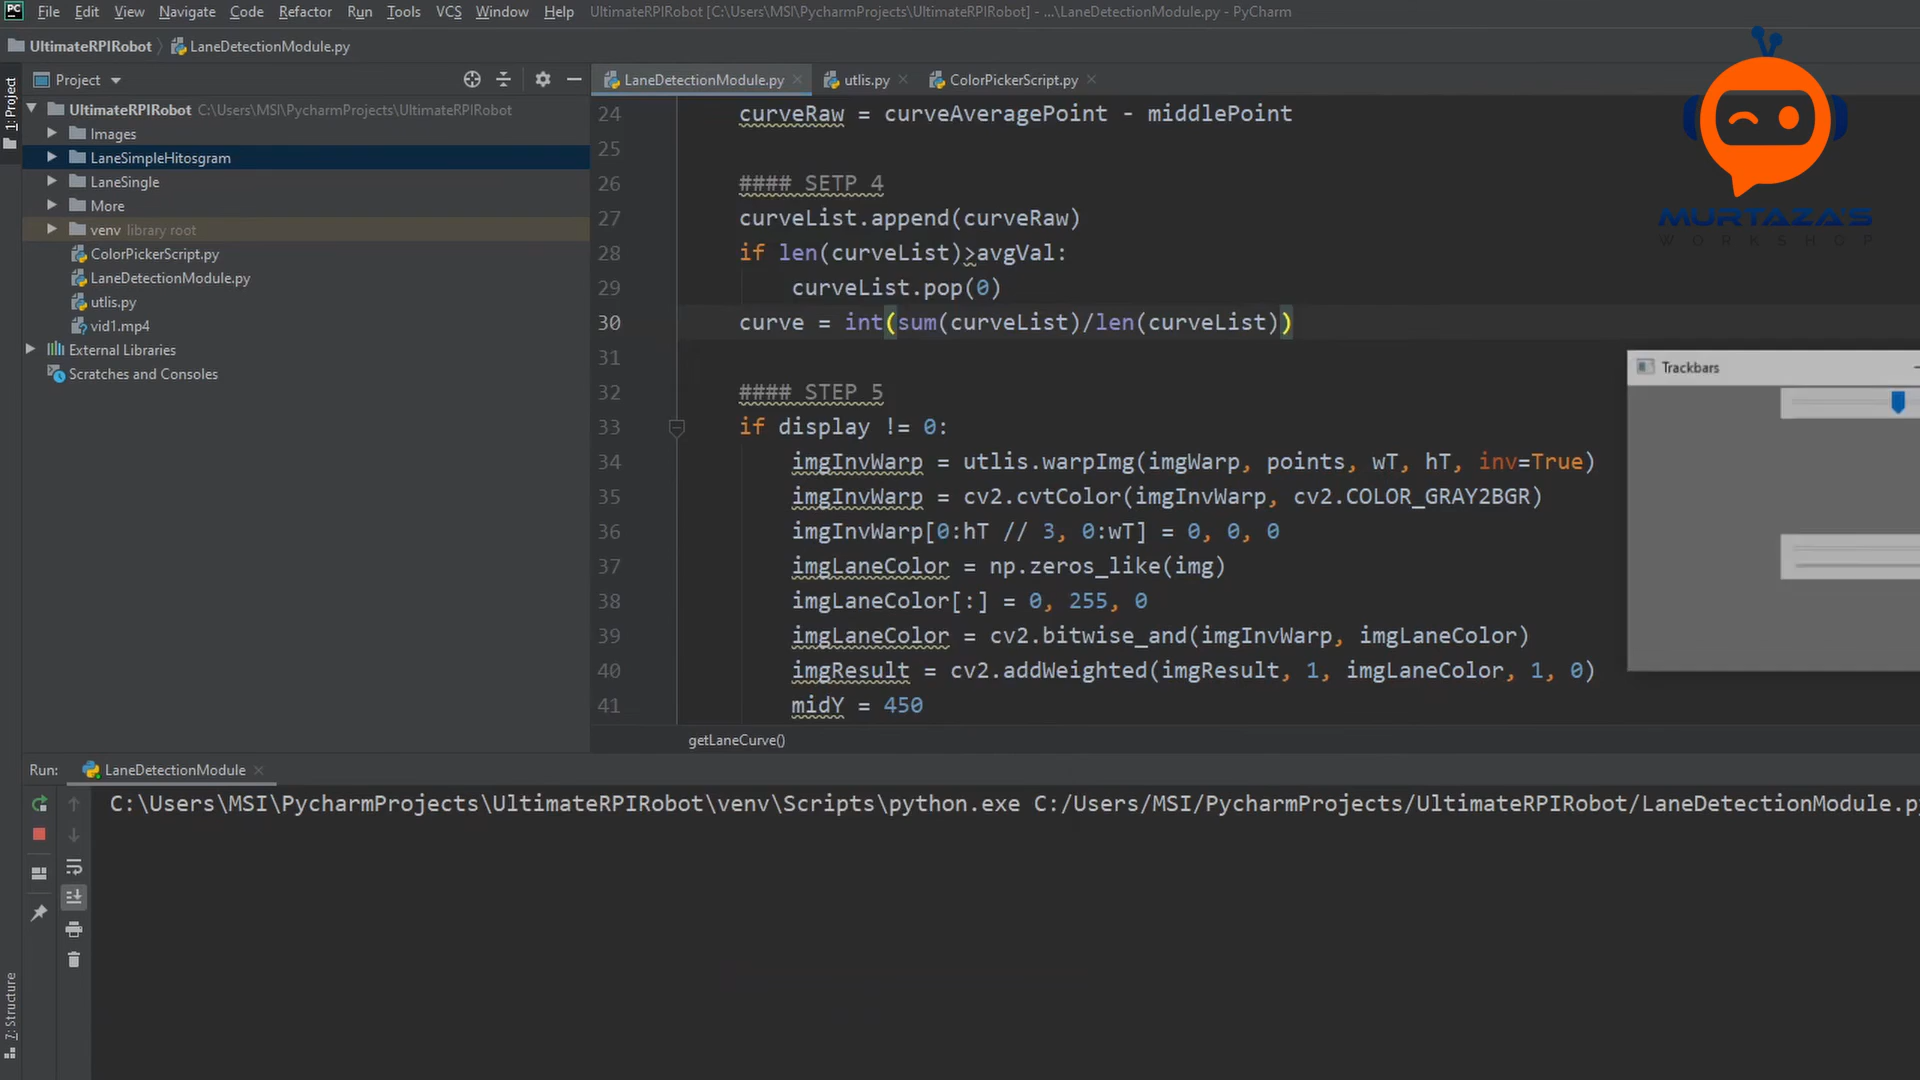 PC File Edit View Navigate Code Refactor Run Tools VCS Window Help UltimateRPIRobot [C:\Users\MSI\PycharmProjects\UltimateRPIRobot] - ...\LaneDetectionModule.py - PyCharm
UltimateRPIRobot LaneDetectionModule.py
Project
LaneDetectionModule.py utlis.py ColorPickerScript.py
1: Project
UltimateRPIRobot C:\Users\MSI\PycharmProjects\UltimateRPIRobot
Images
LaneSimpleHitosgram
LaneSingle
More
venv library root
ColorPickerScript.py
LaneDetectionModule.py
utlis.py
vid1.mp4
External Libraries
Scratches and Consoles
24 curveRaw = curveAveragePoint - middlePoint
25
26 #### SETP 4
27 curveList.append(curveRaw)
28 if len(curveList)>avgVal:
29 curveList.pop(0)
30 curve = int(sum(curveList)/len(curveList))
31
32 #### STEP 5
33 if display != 0:
34 imgInvWarp = utlis.warpImg(imgWarp, points, wT, hT, inv=True)
35 imgInvWarp = cv2.cvtColor(imgInvWarp, cv2.COLOR_GRAY2BGR)
36 imgInvWarp[0:hT // 3, 0:wT] = 0, 0, 0
37 imgLaneColor = np.zeros_like(img)
38 imgLaneColor[:] = 0, 255, 0
39 imgLaneColor = cv2.bitwise_and(imgInvWarp, imgLaneColor)
40 imgResult = cv2.addWeighted(imgResult, 1, imgLaneColor, 1, 0)
41 midY = 450
getLaneCurve()
MURTAZA'S
WORKSHOP
Trackbars
Run: LaneDetectionModule
C:\Users\MSI\PycharmProjects\UltimateRPIRobot\venv\Scripts\python.exe C:/Users/MSI/PycharmProjects/UltimateRPIRobot/LaneDetectionModule.py
7: Structure